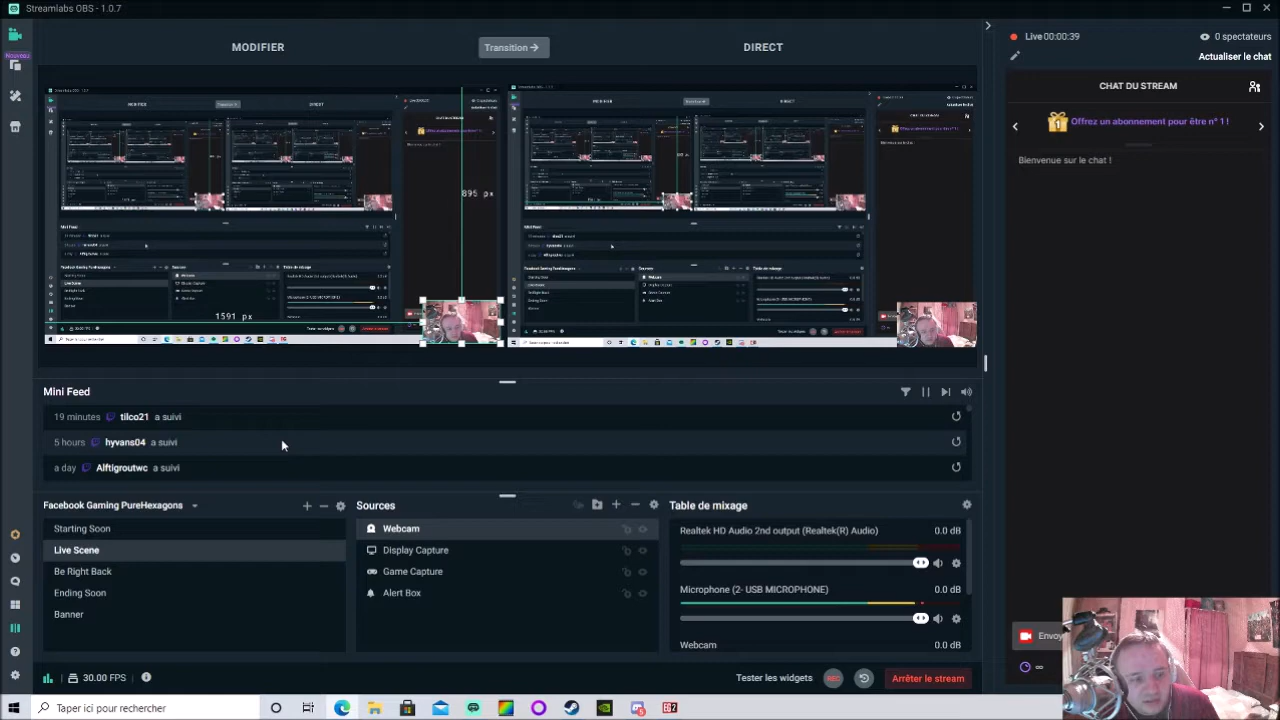 Streamlabs OBS - 1.0.7
Nouveau
MODIFIER
Transition
DIRECT
895 px
1591 px
Live 00:00:39
0 spectateurs
Actualiser le chat
CHAT DU STREAM
Offrez un abonnement pour être n° 1 !
Bienvenue sur le chat !
Mini Feed
19 minutes tilco21 a suivi
5 hours hyvans04 a suivi
a day Alftigroutwc a suivi
Facebook Gaming PureHexagons
Starting Soon
Live Scene
Be Right Back
Ending Soon
Banner
Sources
Webcam
Display Capture
Game Capture
Alert Box
Table de mixage
Realtek HD Audio 2nd output (Realtek(R) Audio) 0.0 dB
Microphone (2- USB MICROPHONE) 0.0 dB
Webcam 0.0 dB
Envoy
30.00 FPS
Tester les widgets
REC
Arrêter le stream
Taper ici pour rechercher